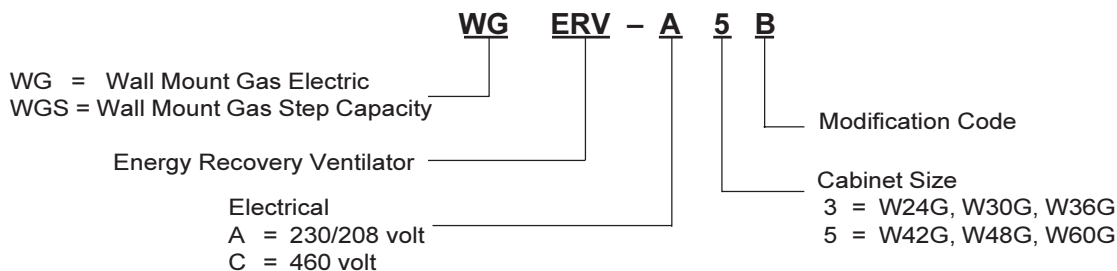 WG ERV – A 5 B
WG = Wall Mount Gas Electric
WGS = Wall Mount Gas Step Capacity
Modification Code
Energy Recovery Ventilator
Cabinet Size
3 = W24G, W30G, W36G
5 = W42G, W48G, W60G
Electrical
A = 230/208 volt
C = 460 volt